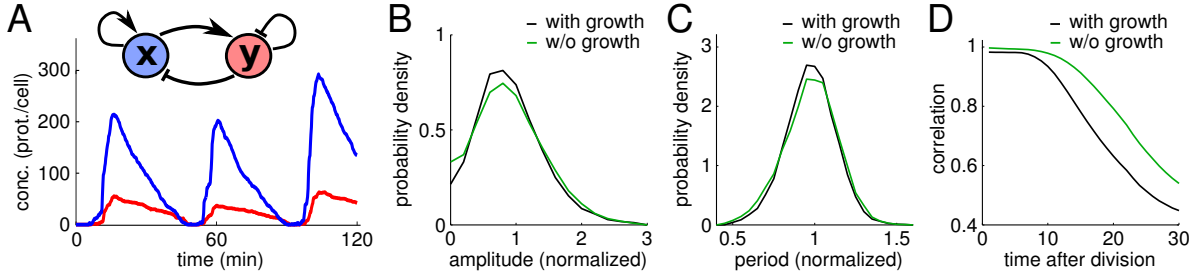 A
x
y
conc. (prot./cell)
300
200
100
0
0
60
120
time (min)
B
with growth
w/o growth
probability density
1
0.5
0
0
1
2
3
amplitude (normalized)
C
with growth
w/o growth
probability density
3
2
1
0
0.5
1
1.5
period (normalized)
D
with growth
w/o growth
correlation
1
0.8
0.6
0.4
0
10
20
30
time after division